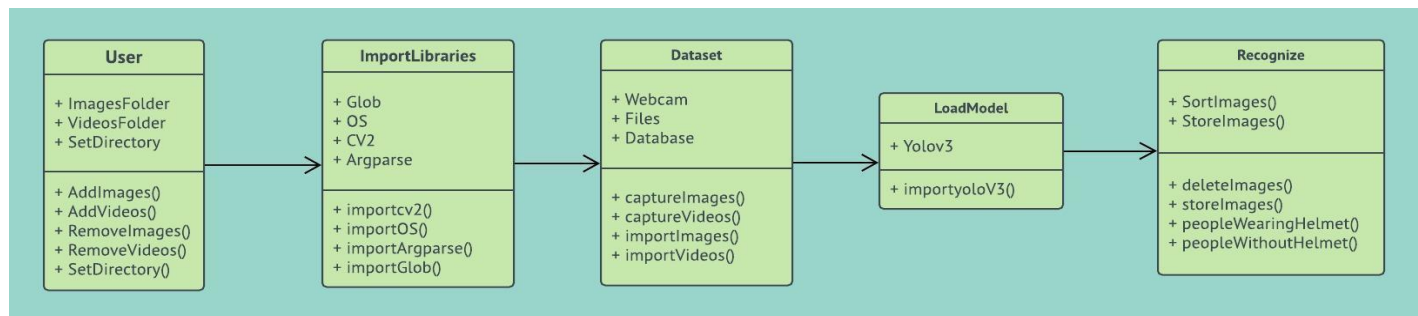 User
+ ImagesFolder
+ VideosFolder
+ SetDirectory
+ AddImages()
+ AddVideos()
+ RemoveImages()
+ RemoveVideos()
+ SetDirectory()
ImportLibraries
+ Glob
+ OS
+ CV2
+ Argparse
+ importcv2()
+ importOS()
+ importArgparse()
+ importGlob()
Dataset
+ Webcam
+ Files
+ Database
+ captureImages()
+ captureVideos()
+ importImages()
+ importVideos()
LoadModel
+ Yolov3
+ importyoloV3()
Recognize
+ SortImages()
+ StoreImages()
+ deleteImages()
+ storeImages()
+ peopleWearingHelmet()
+ peopleWithoutHelmet()